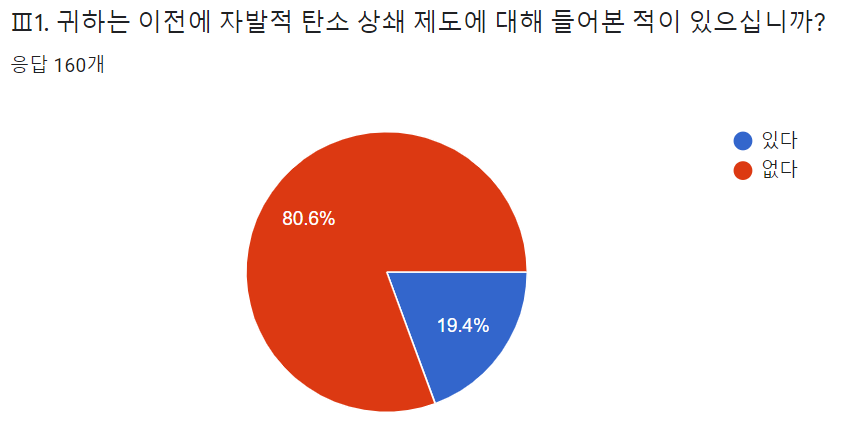 Ⅲ1. 귀하는 이전에 자발적 탄소 상쇄 제도에 대해 들어본 적이 있으십니까?
응답 160개
있다
없다
80.6%
19.4%